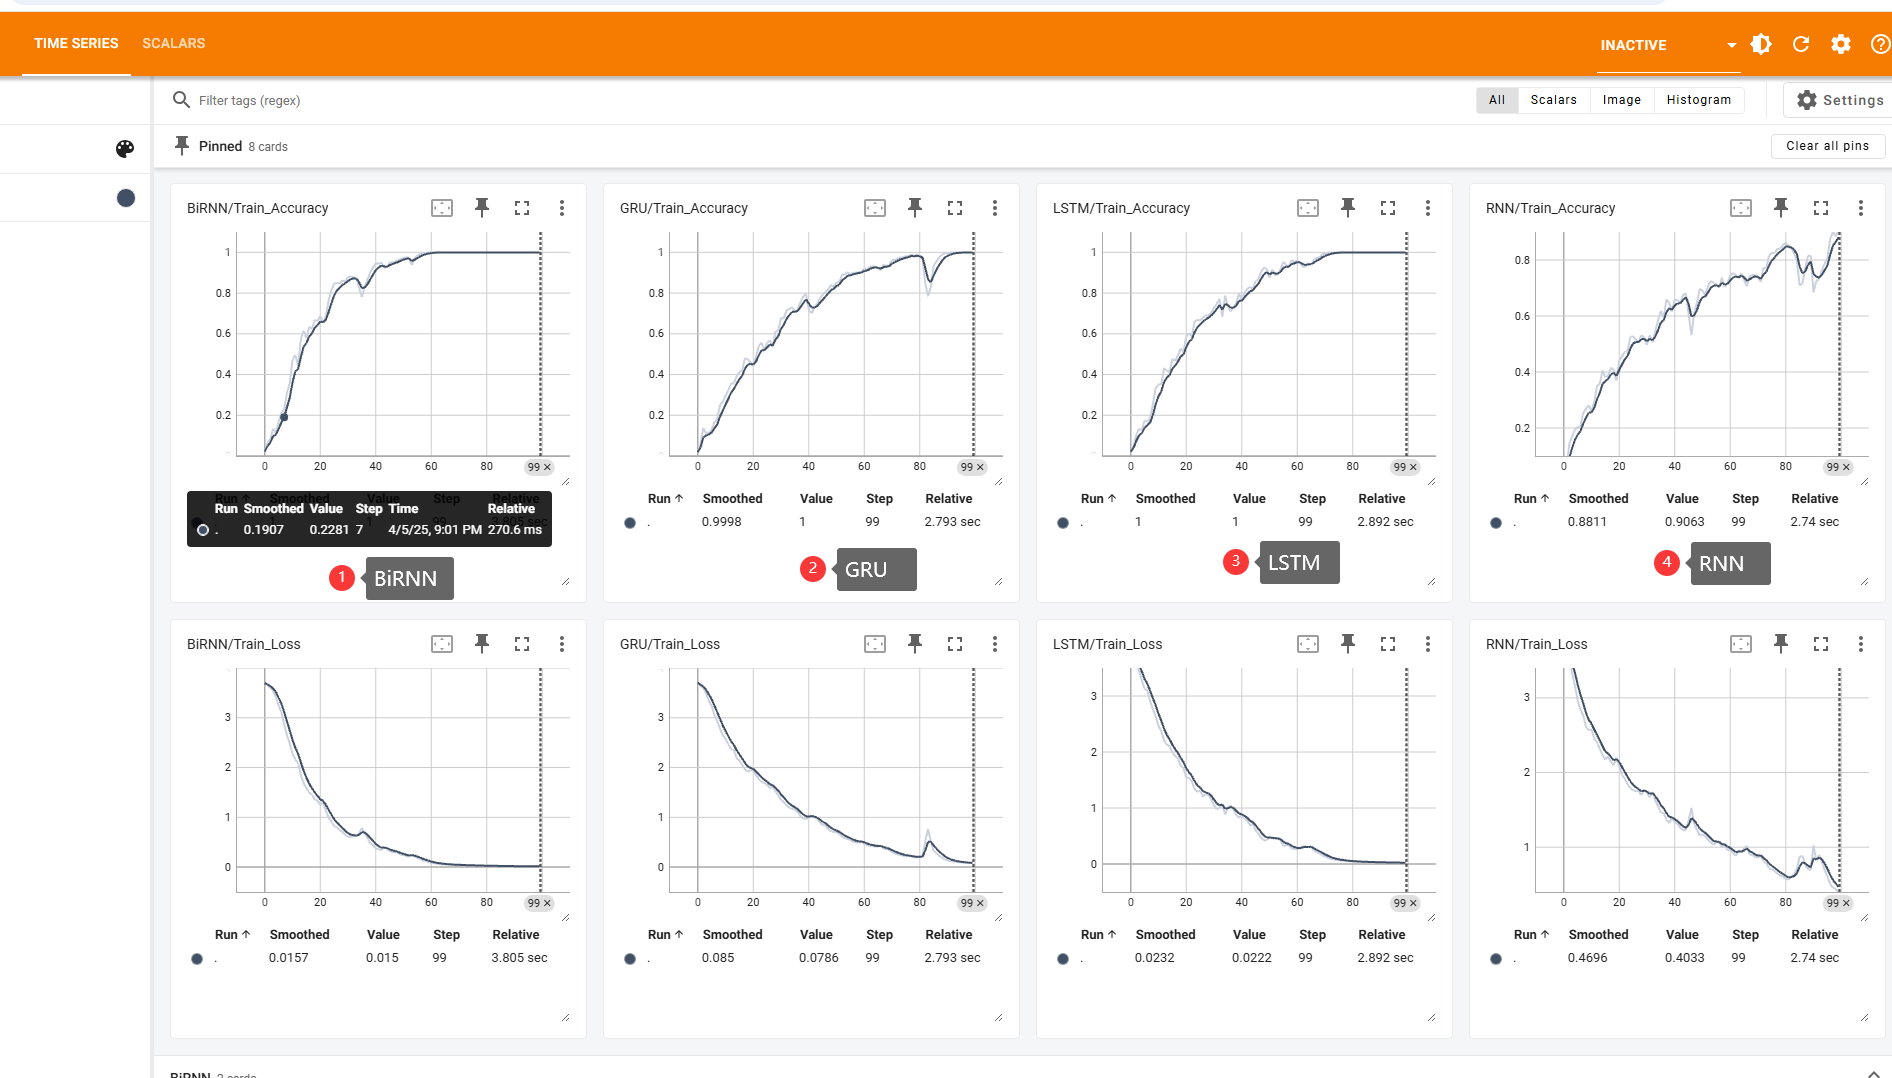 TIME SERIES SCALARS INACTIVE
Filter tags (regex) All Scalars Image Histogram Settings
Pinned 8 cards Clear all pins
BiRNN/Train_Accuracy
1
0.8
0.6
0.4
0.2
0 20 40 60 80 99 ×
Run ↑ Smoothed Value Step Relative
Run Smoothed Value Step Time Relative
. 0.1907 0.2281 7 4/5/25, 9:01 PM 270.6 ms
1 BiRNN
GRU/Train_Accuracy
1
0.8
0.6
0.4
0.2
0 20 40 60 80 99 ×
Run ↑ Smoothed Value Step Relative
. 0.9998 1 99 2.793 sec
2 GRU
LSTM/Train_Accuracy
1
0.8
0.6
0.4
0.2
0 20 40 60 80 99 ×
Run ↑ Smoothed Value Step Relative
. 1 1 99 2.892 sec
3 LSTM
RNN/Train_Accuracy
0.8
0.6
0.4
0.2
0 20 40 60 80 99 ×
Run ↑ Smoothed Value Step Relative
. 0.8811 0.9063 99 2.74 sec
4 RNN
BiRNN/Train_Loss
3
2
1
0
0 20 40 60 80 99 ×
Run ↑ Smoothed Value Step Relative
. 0.0157 0.015 99 3.805 sec
GRU/Train_Loss
3
2
1
0
0 20 40 60 80 99 ×
Run ↑ Smoothed Value Step Relative
. 0.085 0.0786 99 2.793 sec
LSTM/Train_Loss
3
2
1
0
0 20 40 60 80 99 ×
Run ↑ Smoothed Value Step Relative
. 0.0232 0.0222 99 2.892 sec
RNN/Train_Loss
3
2
1
0 20 40 60 80 99 ×
Run ↑ Smoothed Value Step Relative
. 0.4696 0.4033 99 2.74 sec
BiRNN 2 cards